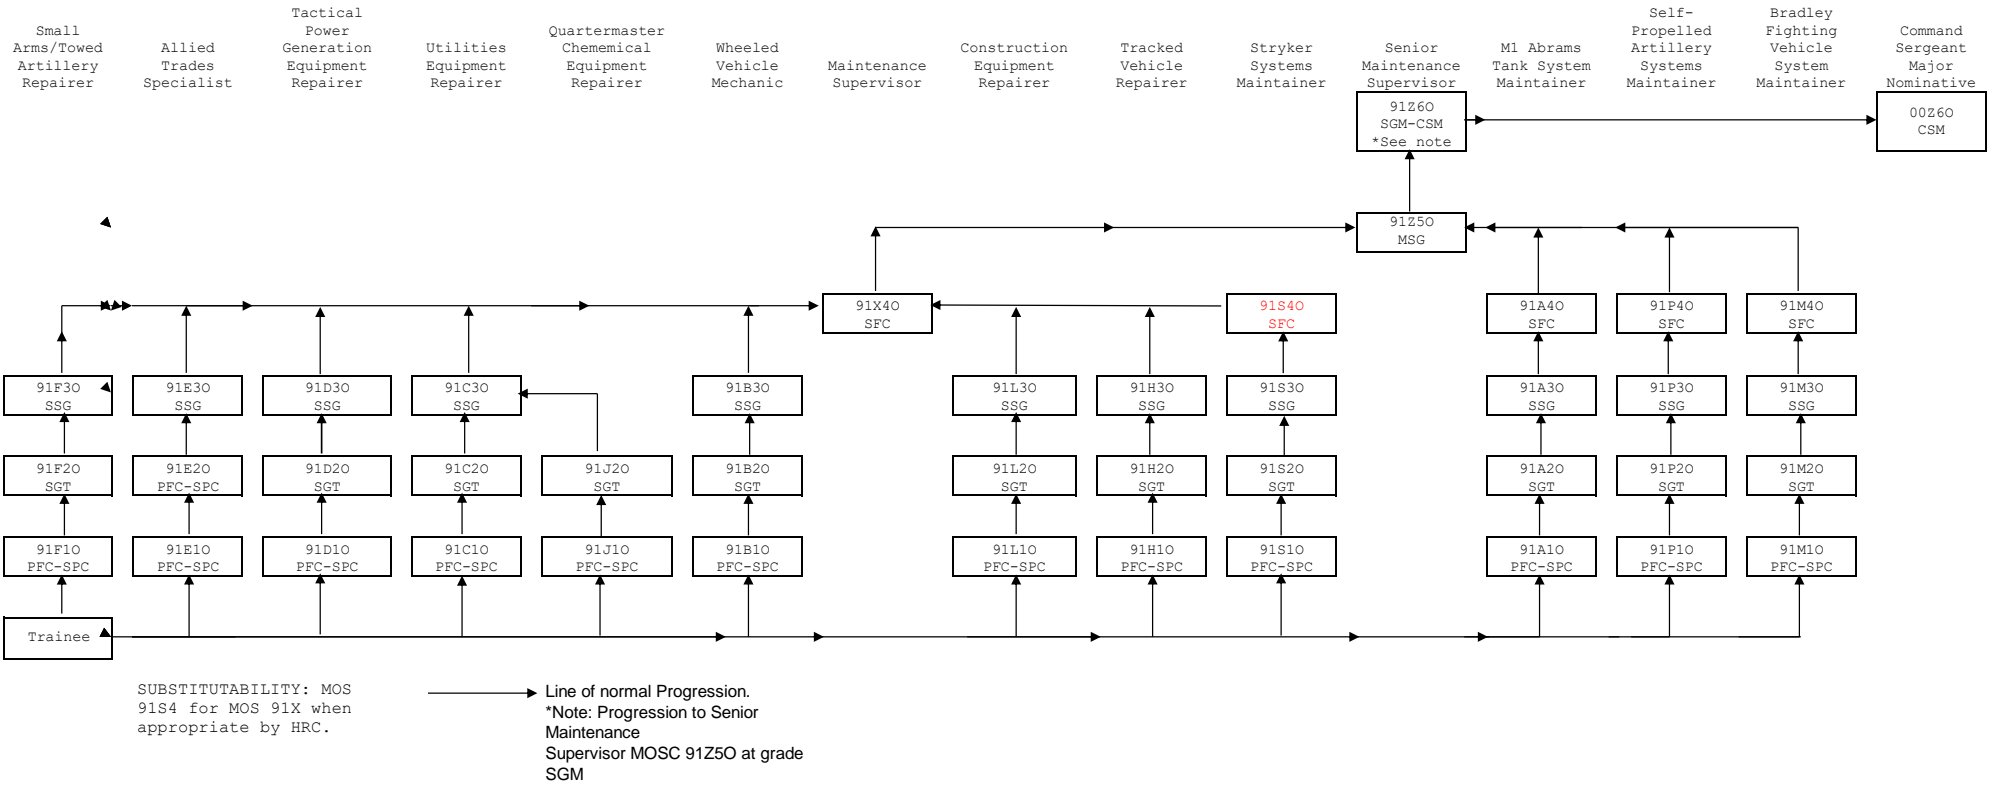 Small
Arms/Towed
Artillery
Repairer
Allied
Trades
Specialist
Tactical
Power
Generation
Equipment
Repairer
Utilities
Equipment
Repairer
Quartermaster
Chememical
Equipment
Repairer
Wheeled
Vehicle
Mechanic
Maintenance
Supervisor
Construction
Equipment
Repairer
Tracked
Vehicle
Repairer
Stryker
Systems
Maintainer
Senior
Maintenance
Supervisor
M1 Abrams
Tank System
Maintainer
Self-
Propelled
Artillery
Systems
Maintainer
Bradley
Fighting
Vehicle
System
Maintainer
Command
Sergeant
Major
Nominative
91Z6O
SGM-CSM
*See note
00Z6O
CSM
91Z5O
MSG
91X4O
SFC
91S4O
SFC
91A4O
SFC
91P4O
SFC
91M4O
SFC
91F3O
SSG
91E3O
SSG
91D3O
SSG
91C3O
SSG
91B3O
SSG
91L3O
SSG
91H3O
SSG
91S3O
SSG
91A3O
SSG
91P3O
SSG
91M3O
SSG
91F2O
SGT
91E2O
PFC-SPC
91D2O
SGT
91C2O
SGT
91J2O
SGT
91B2O
SGT
91L2O
SGT
91H2O
SGT
91S2O
SGT
91A2O
SGT
91P2O
SGT
91M2O
SGT
91F1O
PFC-SPC
91E1O
PFC-SPC
91D1O
PFC-SPC
91C1O
PFC-SPC
91J1O
PFC-SPC
91B1O
PFC-SPC
91L1O
PFC-SPC
91H1O
PFC-SPC
91S1O
PFC-SPC
91A1O
PFC-SPC
91P1O
PFC-SPC
91M1O
PFC-SPC
Trainee
SUBSTITUTABILITY: MOS
91S4 for MOS 91X when
appropriate by HRC.
Line of normal Progression.
*Note: Progression to Senior
Maintenance
Supervisor MOSC 91Z5O at grade
SGM